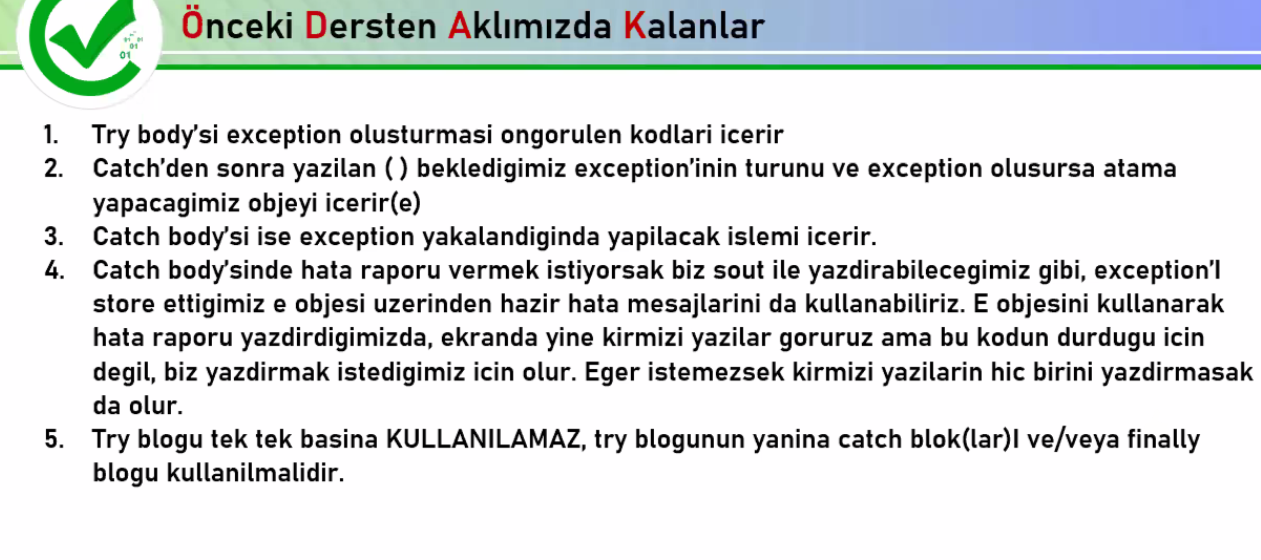 Önceki Dersten Aklımızda Kalanlar
01 01
01
01
1. Try body'si exception olusturmasi ongorulen kodlari icerir
2. Catch'den sonra yazilan ( ) bekledigimiz exception'inin turunu ve exception olusursa atama
yapacagimiz objeyi icerir(e)
3. Catch body'si ise exception yakalandiginda yapilacak islemi icerir.
4. Catch body'sinde hata raporu vermek istiyorsak biz sout ile yazdirabilecegimiz gibi, exception'I
store ettigimiz e objesi uzerinden hazir hata mesajlarini da kullanabiliriz. E objesini kullanarak
hata raporu yazdirdigimizda, ekranda yine kirmizi yazilar goruruz ama bu kodun durdugu icin
degil, biz yazdirmak istedigimiz icin olur. Eger istemezsek kirmizi yazilarin hic birini yazdirmasak
da olur.
5. Try blogu tek tek basina KULLANILAMAZ, try blogunun yanina catch blok(lar)I ve/veya finally
blogu kullanilmalidir.